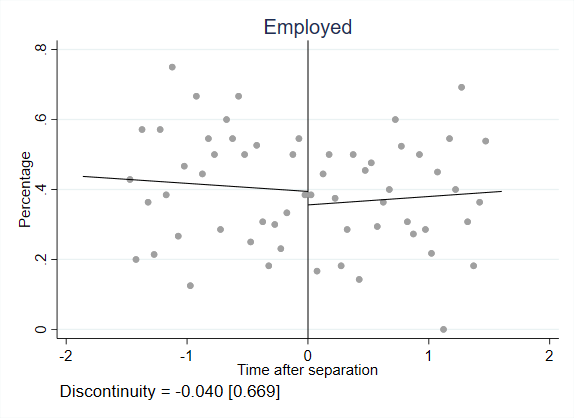 Employed
Percentage
.8
.6
.4
.2
0
-2 -1 0 1 2
Time after separation
Discontinuity = -0.040 [0.669]